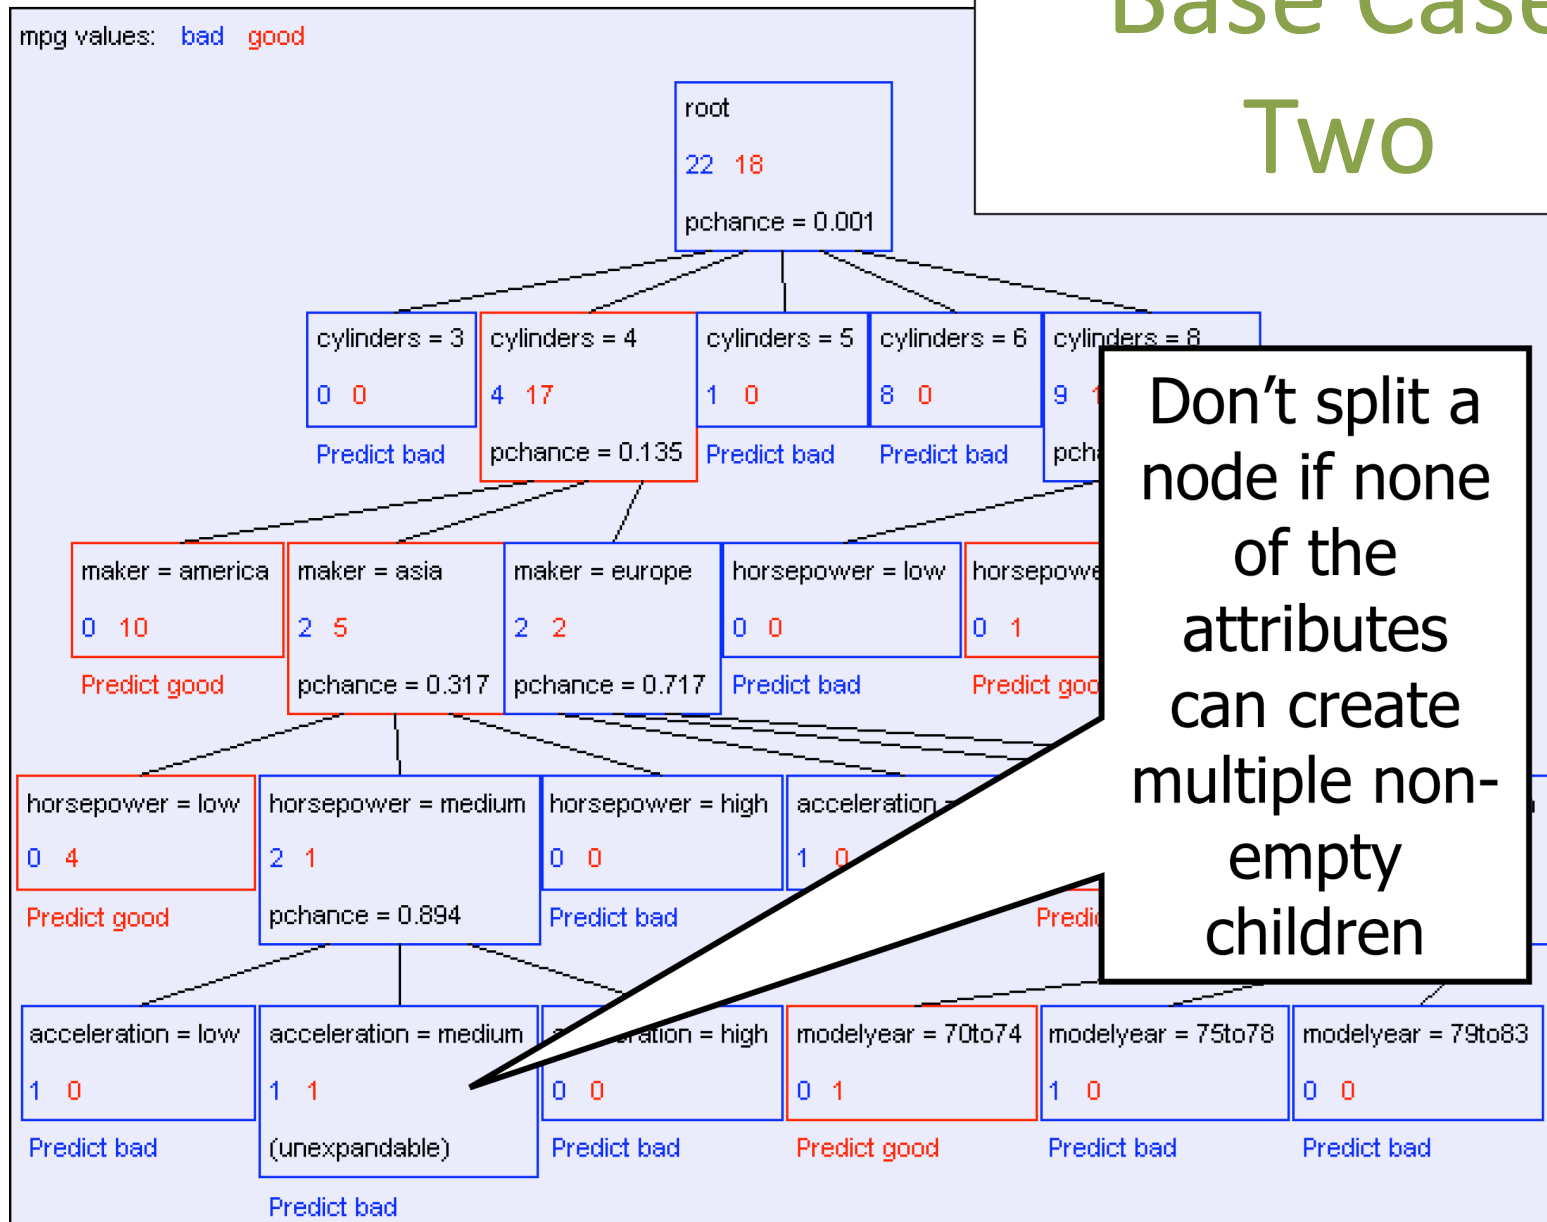 Base Case
Two
mpg values: bad good
root
22 18
pchance = 0.001
cylinders = 3
0 0
Predict bad
cylinders = 4
4 17
pchance = 0.135
cylinders = 5
1 0
Predict bad
cylinders = 6
8 0
Predict bad
cylinders = 8
9
Don’t split a
node if none
of the
attributes
can create
multiple non-
empty
children
maker = america
0 10
Predict good
maker = asia
2 5
pchance = 0.317
maker = europe
2 2
pchance = 0.717
horsepower = low
0 0
Predict bad
0 1
Predict
horsepower = low
0 4
Predict good
horsepower = medium
2 1
pchance = 0.894
horsepower = high
0 0
Predict bad
acceleration =
1 0
acceleration = low
1 0
Predict bad
acceleration = medium
1 1
(unexpandable)
Predict bad
= high
0 0
Predict bad
modelyear = 70to74
0 1
Predict good
modelyear = 75to78
1 0
Predict bad
modelyear = 79to83
0 0
Predict bad